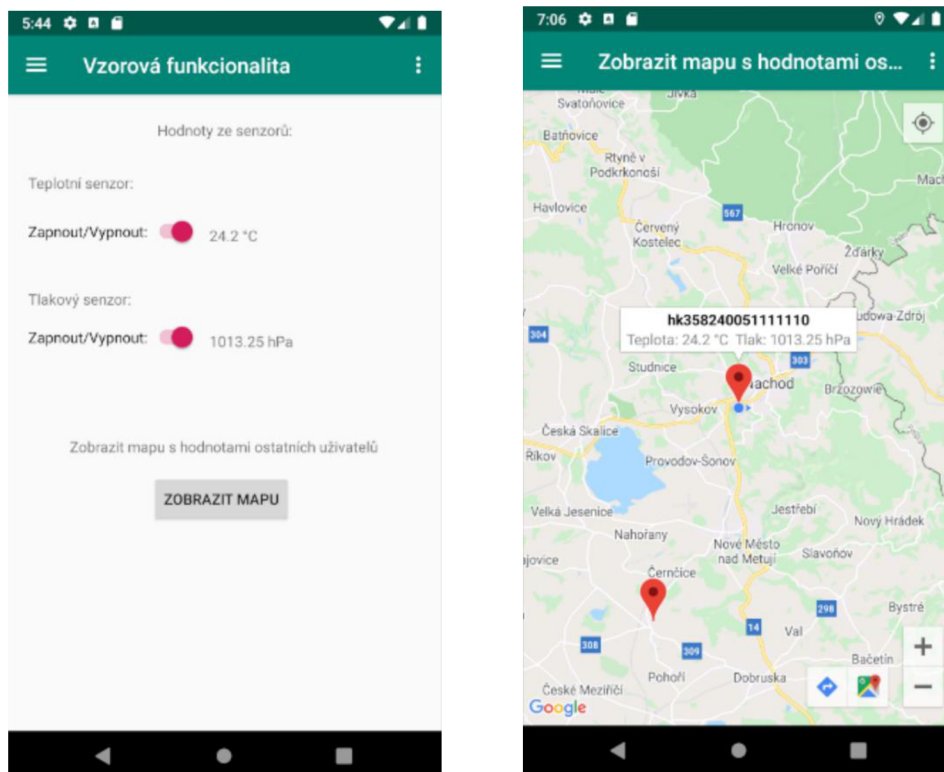 5:44
Vzorová funkcionalita
Hodnoty ze senzorů:
Teplotní senzor:
Zapnout/Vypnout: 24.2 °C
Tlakový senzor:
Zapnout/Vypnout: 1013.25 hPa
Zobrazit mapu s hodnotami ostatních uživatelů
ZOBRAZIT MAPU
7:06
Zobrazit mapu s hodnotami os...
Jívka
Svatoňovice
Batňovice
Rtyně v
Podkrkonoší
Havlovice
567
Červený
Kostelec
Hronov
Žďárky
Velké Poříčí
hk358240051111110
Teplota: 24.2 °C Tlak: 1013.25 hPa
304
303
Studnice
Brzozowie
Vysokov
Česká Skalice
Říkov
Provodov-Šonov
Velká Jesenice
Jestřebí
Nový Hrádek
Nahořany
Nové Město
nad Metují
Slavoňov
Černčice
298
Bystré
14
Val
308
309
Bačetín
Pohoří
Dobruška
České Meziříčí
Google